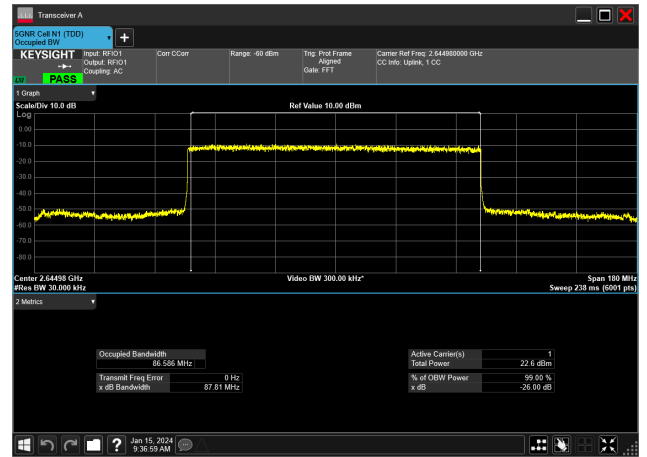 Transceiver A
5GNR Cell N1 (TDD)
Occupied BW
KEYSIGHT
Input: RFIO1
Output: RFIO1
Coupling: AC
Corr CCorr
Range: -60 dBm
Trig: Prot Frame
Aligned
Gate: FFT
Carrier Ref Freq: 2.644980000 GHz
CC Info: Uplink, 1 CC
LXI
PASS
1 Graph
Scale/Div 10.0 dB
Ref Value 10.00 dBm
Log
0.00
-10.0
-20.0
-30.0
-40.0
-50.0
-60.0
-70.0
-80.0
Center 2.64498 GHz
Video BW 300.00 kHz*
Span 180 MHz
#Res BW 30.000 kHz
Sweep 238 ms (6001 pts)
2 Metrics
Occupied Bandwidth
86.586 MHz
Transmit Freq Error 0 Hz
x dB Bandwidth 87.81 MHz
Active Carrier(s) 1
Total Power 22.6 dBm
% of OBW Power 99.00 %
x dB -26.00 dB
Jan 15, 2024
9:36:59 AM